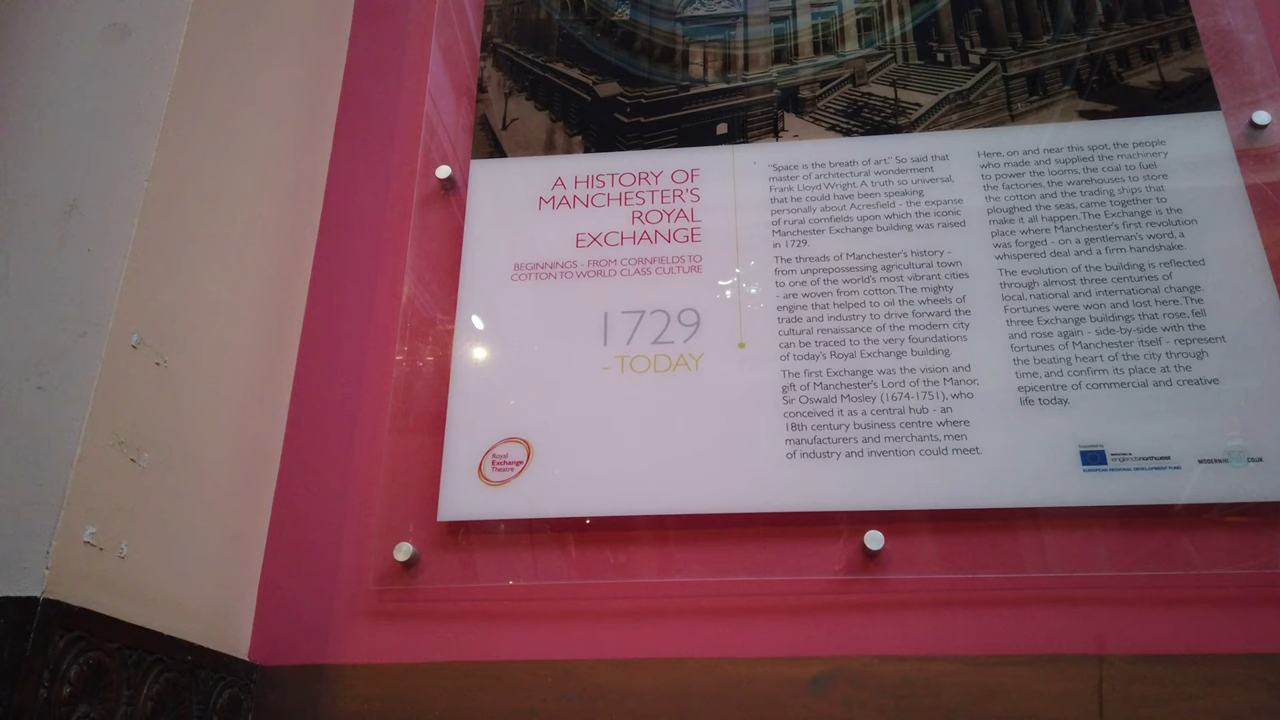 A HISTORY OF
MANCHESTER'S
ROYAL
EXCHANGE
BEGINNINGS - FROM CORNFIELDS TO
COTTON TO WORLD CLASS CULTURE
1729
- TODAY
Royal
Exchange
Theatre
"Space is the breath of art." So said that
master of architectural wonderment
Frank Lloyd Wright. A truth so universal,
that he could have been speaking
personally about Acresfield - the expanse
of rural cornfields upon which the iconic
Manchester Exchange building was raised
in 1729.
The threads of Manchester's history -
from unprepossessing agricultural town
to one of the world's most vibrant cities
- are woven from cotton. The mighty
engine that helped to oil the wheels of
trade and industry to drive forward the
cultural renaissance of the modern city
can be traced to the very foundations
of today's Royal Exchange building.
The first Exchange was the vision and
gift of Manchester's Lord of the Manor,
Sir Oswald Mosley (1674-1751), who
conceived it as a central hub - an
18th century business centre where
manufacturers and merchants, men
of industry and invention could meet.
Here, on and near this spot, the people
who made and supplied the machinery
to power the looms, the coal to fuel
the factories, the warehouses to store
the cotton and the trading ships that
ploughed the seas, came together to
make it all happen. The Exchange is the
place where Manchester's first revolution
was forged - on a gentleman's word, a
whispered deal and a firm handshake.
The evolution of the building is reflected
through almost three centuries of
local, national and international change.
Fortunes were won and lost here. The
three Exchange buildings that rose, fell
and rose again - side-by-side with the
fortunes of Manchester itself - represent
the beating heart of the city through
time, and confirm its place at the
epicentre of commercial and creative
life today.
Supported by
englandsnorthwest
EUROPEAN REGIONAL DEVELOPMENT FUND